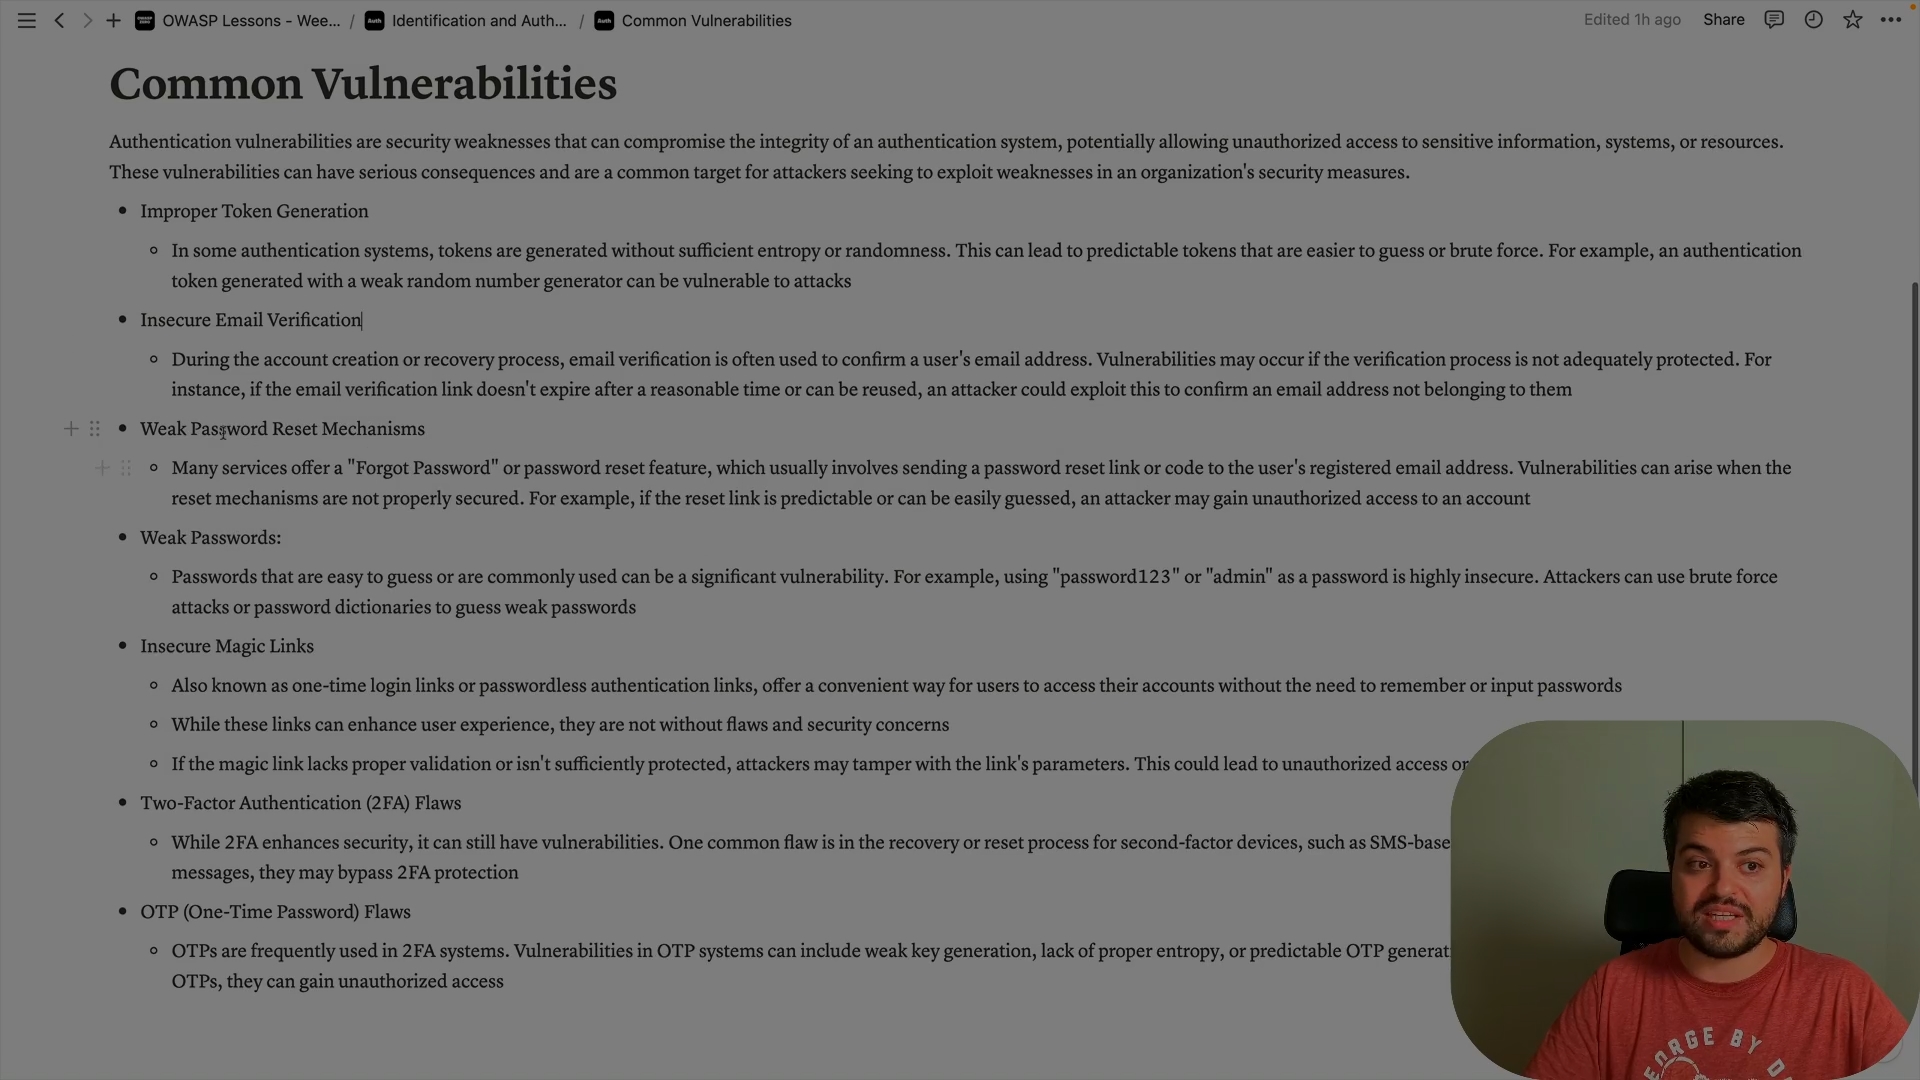 OWASP Lessons - Wee... / Auth Identification and Auth... / Auth Common Vulnerabilities Edited 1h ago Share
Common Vulnerabilities
Authentication vulnerabilities are security weaknesses that can compromise the integrity of an authentication system, potentially allowing unauthorized access to sensitive information, systems, or resources.
These vulnerabilities can have serious consequences and are a common target for attackers seeking to exploit weaknesses in an organization's security measures.
• Improper Token Generation
◦ In some authentication systems, tokens are generated without sufficient entropy or randomness. This can lead to predictable tokens that are easier to guess or brute force. For example, an authentication
token generated with a weak random number generator can be vulnerable to attacks
• Insecure Email Verification
◦ During the account creation or recovery process, email verification is often used to confirm a user's email address. Vulnerabilities may occur if the verification process is not adequately protected. For
instance, if the email verification link doesn't expire after a reasonable time or can be reused, an attacker could exploit this to confirm an email address not belonging to them
• Weak Password Reset Mechanisms
◦ Many services offer a "Forgot Password" or password reset feature, which usually involves sending a password reset link or code to the user's registered email address. Vulnerabilities can arise when the
reset mechanisms are not properly secured. For example, if the reset link is predictable or can be easily guessed, an attacker may gain unauthorized access to an account
• Weak Passwords:
◦ Passwords that are easy to guess or are commonly used can be a significant vulnerability. For example, using "password123" or "admin" as a password is highly insecure. Attackers can use brute force
attacks or password dictionaries to guess weak passwords
• Insecure Magic Links
◦ Also known as one-time login links or passwordless authentication links, offer a convenient way for users to access their accounts without the need to remember or input passwords
◦ While these links can enhance user experience, they are not without flaws and security concerns
◦ If the magic link lacks proper validation or isn't sufficiently protected, attackers may tamper with the link's parameters. This could lead to unauthorized access or
• Two-Factor Authentication (2FA) Flaws
◦ While 2FA enhances security, it can still have vulnerabilities. One common flaw is in the recovery or reset process for second-factor devices, such as SMS-base
messages, they may bypass 2FA protection
• OTP (One-Time Password) Flaws
◦ OTPs are frequently used in 2FA systems. Vulnerabilities in OTP systems can include weak key generation, lack of proper entropy, or predictable OTP generati
OTPs, they can gain unauthorized access